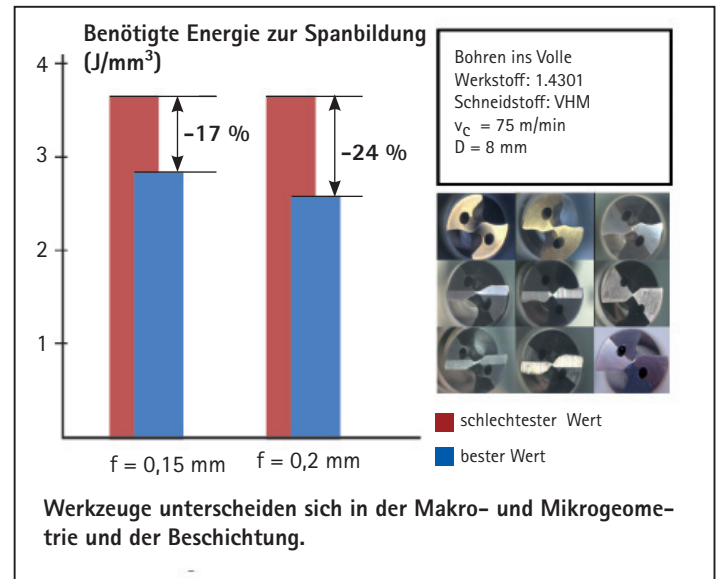 Benötigte Energie zur Spanbildung
(J/mm³)
4
3
2
1
-17 %
-24 %
f = 0,15 mm
f = 0,2 mm
Bohren ins Volle
Werkstoff: 1.4301
Schneidstoff: VHM
vC = 75 m/min
D = 8 mm
schlechtester Wert
bester Wert
Werkzeuge unterscheiden sich in der Makro- und Mikrogeome-
trie und der Beschichtung.